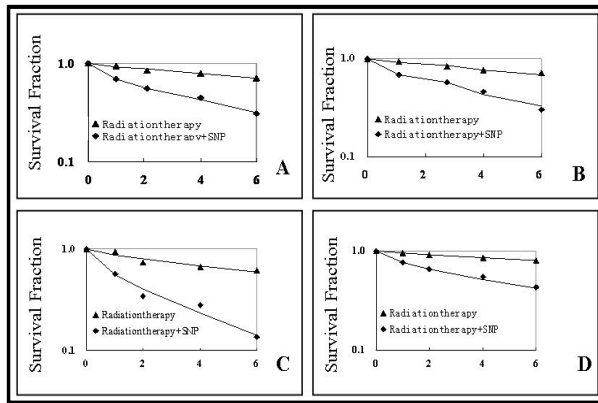 Survival Fraction
1.0
0.1
Radiationtherapy
Radiationtherapy+SNP
0 2 4 6
A
Survival Fraction
1.0
0.1
Radiationtherapy
Radiationtherapy+SNP
0 2 4 6
B
Survival Fraction
1.0
0.1
Radiationtherapy
Radiationtherapy+SNP
0 2 4 6
C
Survival Fraction
1.0
0.1
Radiationtherapy
Radiationtherapy+SNP
0 2 4 6
D